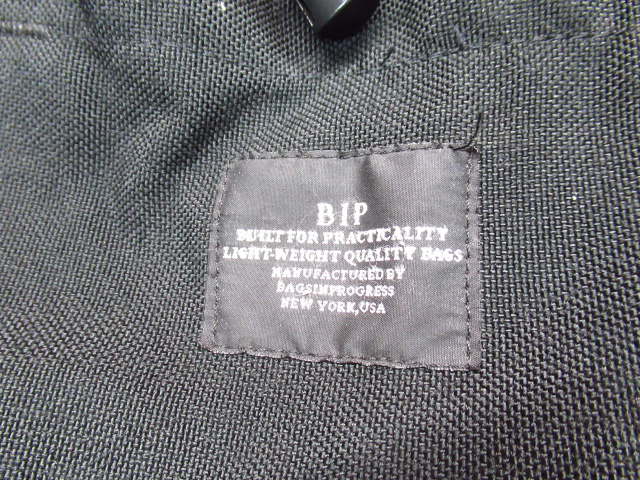 BIP
BUILT FOR PRACTICALITY
LIGHT-WEIGHT QUALITY BAGS
MANUFACTURED BY
BAGSINPROGRESS
NEW YORK, USA